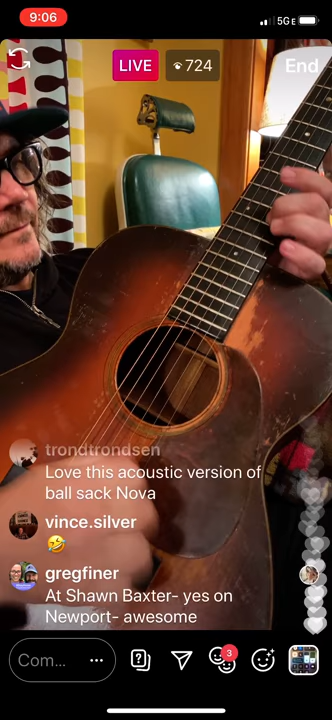 9:06
5GE
LIVE
724
End
trondtrondsen
Love this acoustic version of
ball sack Nova
vince.silver
🤣
gregfiner
At Shawn Baxter- yes on
Newport- awesome
Com...
3